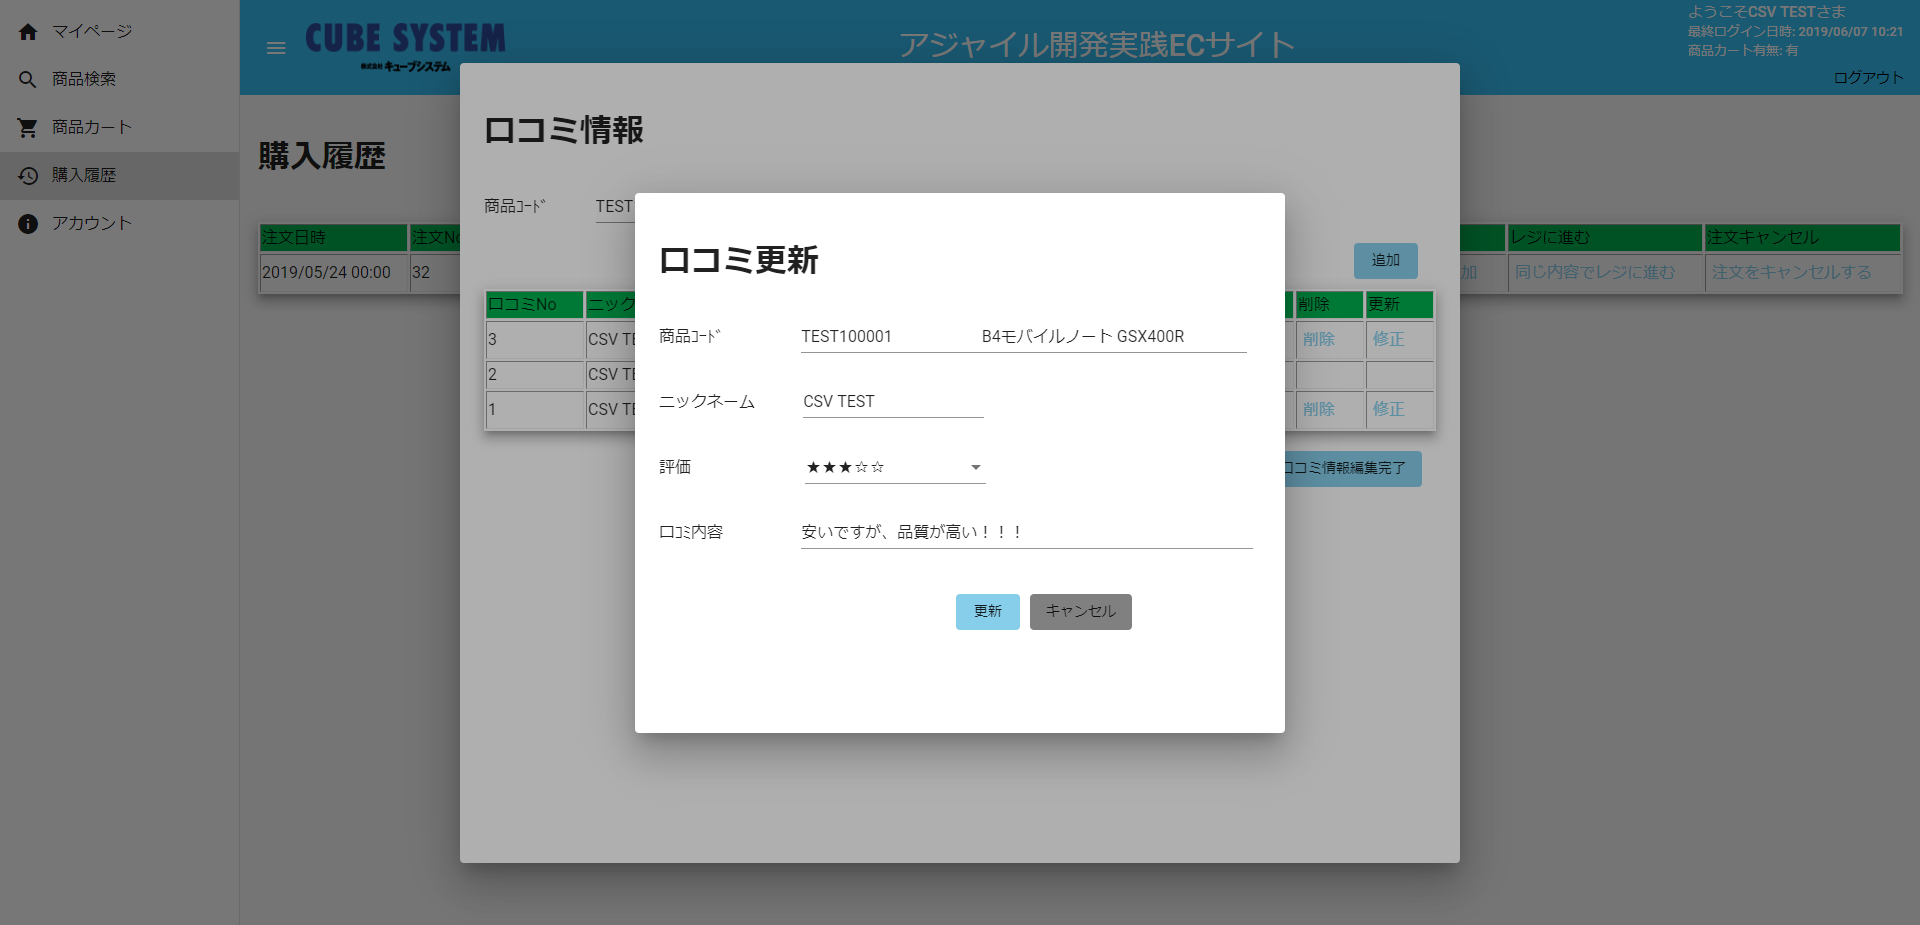 マイページ
商品検索
商品カート
購入履歴
アカウント
CUBE SYSTEM
株式会社 キューブシステム
アジャイル開発実践ECサイト
ようこそCSV TESTさま
最終ログイン日時: 2019/06/07 10:21
商品カート有無: 有
ログアウト
購入履歴
注文日時 注文No レジに進む 注文キャンセル
2019/05/24 00:00 32 加 同じ内容でレジに進む 注文をキャンセルする
口コミ情報
商品ｺｰﾄﾞ TEST
追加
口コミNo ニック 削除 更新
3 CSV TE 削除 修正
2 CSV TE
1 CSV TE 削除 修正
口コミ情報編集完了
口コミ更新
商品ｺｰﾄﾞ TEST100001 B4モバイルノート GSX400R
ニックネーム CSV TEST
評価 ★★★☆☆
口ｺﾐ内容 安いですが、品質が高い！！！
更新 キャンセル